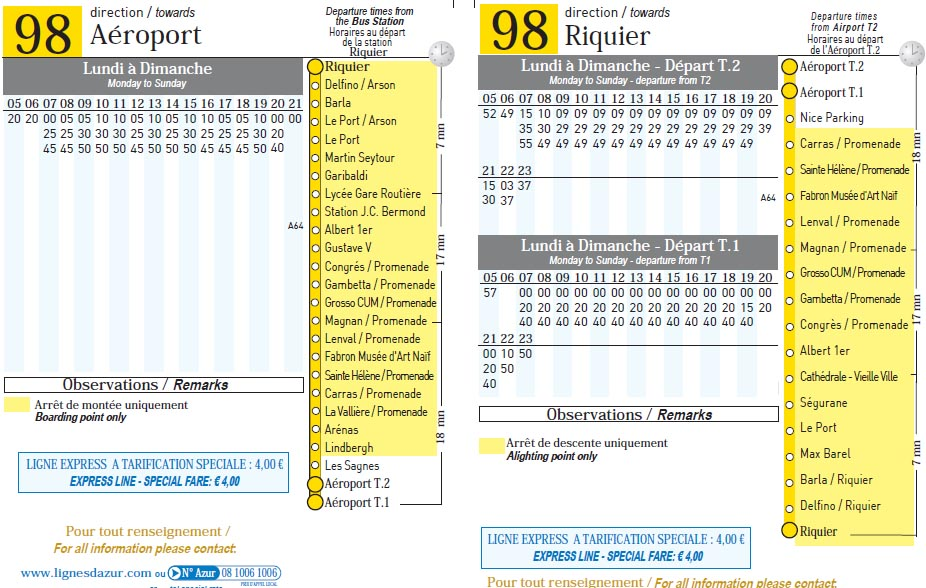 98
direction / towards
Aéroport
Departure times from
the Bus Station
Horaires au départ
de la station
Riquier
Lundi à Dimanche
Monday to Sunday
05 06 07 08 09 10 11 12 13 14 15 16 17 18 19 20 21
20 20 00 05 05 10 10 05 10 05 10 10 05 05 10 00 00
25 25 30 30 30 25 30 25 30 30 25 25 30 20
45 45 50 50 50 45 50 45 50 50 45 45 50 40
A64
Riquier
Delfino / Arson
Barla
Le Port / Arson
Le Port
Martin Seytour
Garibaldi
Lycée Gare Routière
Station J.C. Bermond
Albert 1er
Gustave V
Congrés / Promenade
Gambetta / Promenade
Grosso CUM / Promenade
Magnan / Promenade
Lenval / Promenade
Fabron Musée d'Art Naïf
Sainte Hélène / Promenade
Carras / Promenade
La Vallière / Promenade
Arénas
Lindbergh
Les Sagnes
Aéroport T.2
Aéroport T.1
7 mn
17 mn
18 mn
Observations / Remarks
Arrêt de montée uniquement
Boarding point only
LIGNE EXPRESS A TARIFICATION SPECIALE : 4,00 €
EXPRESS LINE - SPECIAL FARE: € 4,00
Pour tout renseignement /
For all information please contact:
www.lignesdazur.com ou N° Azur 08 1006 1006
PRIX D'APPEL LOCAL
98
direction / towards
Riquier
Departure times
from Airport T2
Horaires au départ
de l'Aéroport T.2
Lundi à Dimanche - Départ T.2
Monday to Sunday - departure from T2
05 06 07 08 09 10 11 12 13 14 15 16 17 18 19 20
52 49 15 10 09 09 09 09 09 09 09 09 09 09 09 09
35 30 29 29 29 29 29 29 29 29 29 29 29 39
55 49 49 49 49 49 49 49 49 49 49 49 49
21 22 23
15 03 37
30 37
A64
Lundi à Dimanche - Départ T.1
Monday to Sunday - departure from T1
05 06 07 08 09 10 11 12 13 14 15 16 17 18 19 20
57 00 00 00 00 00 00 00 00 00 00 00 00 00 00
20 20 20 20 20 20 20 20 20 20 20 20 15 20
40 40 40 40 40 40 40 40 40 40 40 40 40
21 22 23
00 10 50
20 50
40
Aéroport T.2
Aéroport T.1
Nice Parking
Carras / Promenade
Sainte Hélène / Promenade
Fabron Musée d'Art Naïf
Lenval / Promenade
Magnan / Promenade
Grosso CUM / Promenade
Gambetta / Promenade
Congrès / Promenade
Albert 1er
Cathédrale - Vieille Ville
Ségurane
Le Port
Max Barel
Barla / Riquier
Delfino / Riquier
Riquier
18 mn
17 mn
7 mn
Observations / Remarks
Arrêt de descente uniquement
Alighting point only
LIGNE EXPRESS A TARIFICATION SPECIALE : 4,00 €
EXPRESS LINE - SPECIAL FARE: € 4,00
Pour tout renseignement / For all information please contact: